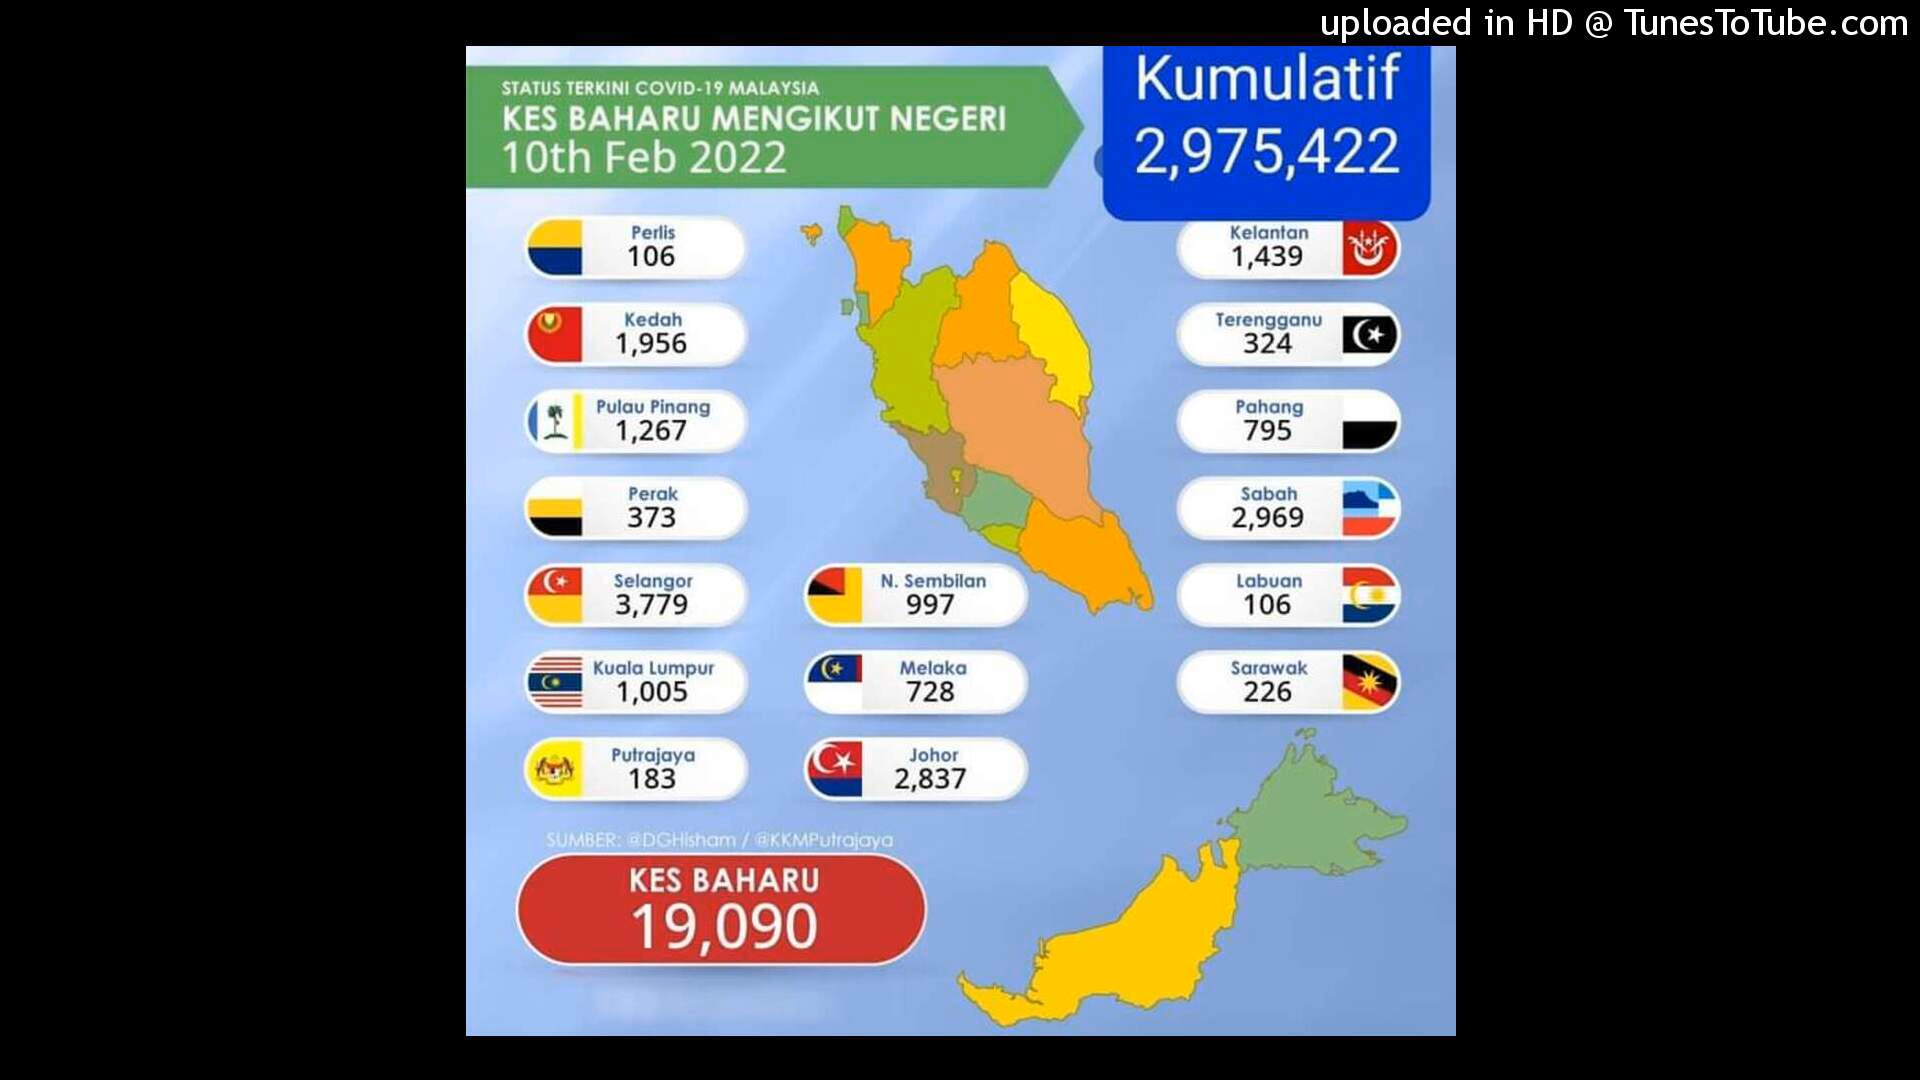 uploaded in HD @ TunesToTube.com
STATUS TERKINI COVID-19 MALAYSIA
KES BAHARU MENGIKUT NEGERI
10th Feb 2022
Kumulatif
2,975,422
Perlis
106
Kedah
1,956
Pulau Pinang
1,267
Perak
373
Selangor
3,779
Kuala Lumpur
1,005
Putrajaya
183
N. Sembilan
997
Melaka
728
Johor
2,837
Kelantan
1,439
Terengganu
324
Pahang
795
Sabah
2,969
Labuan
106
Sarawak
226
SUMBER: @DGHisham / @KKMPutrajaya
KES BAHARU
19,090